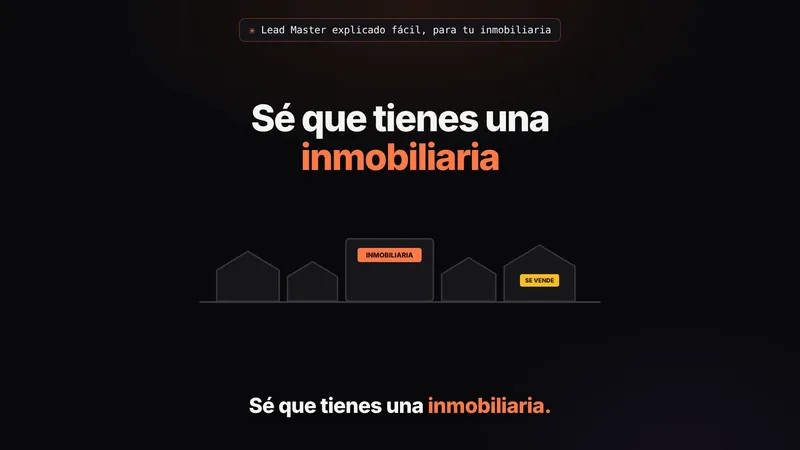 ✳ Lead Master explicado fácil, para tu inmobiliaria
Sé que tienes una
inmobiliaria
INMOBILIARIA
SE VENDE
Sé que tienes una inmobiliaria.